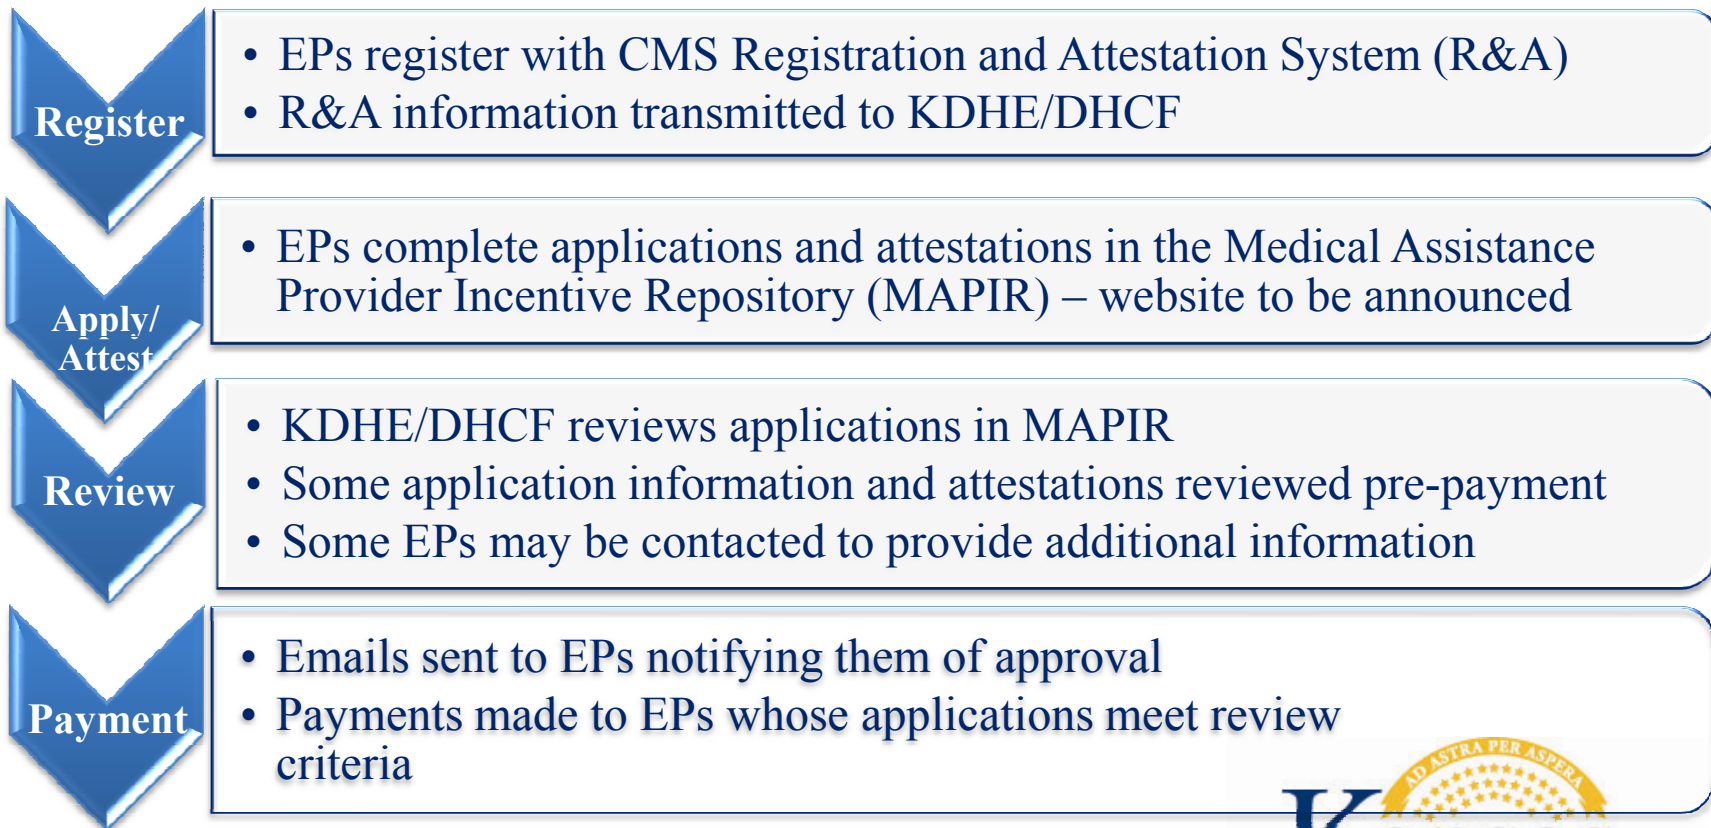 Register
• EPs register with CMS Registration and Attestation System (R&A)
• R&A information transmitted to KDHE/DHCF
Apply/
Attest
• EPs complete applications and attestations in the Medical Assistance
Provider Incentive Repository (MAPIR) – website to be announced
Review
• KDHE/DHCF reviews applications in MAPIR
• Some application information and attestations reviewed pre-payment
• Some EPs may be contacted to provide additional information
Payment
• Emails sent to EPs notifying them of approval
• Payments made to EPs whose applications meet review
criteria
AD ASTRA PER ASPERA
K